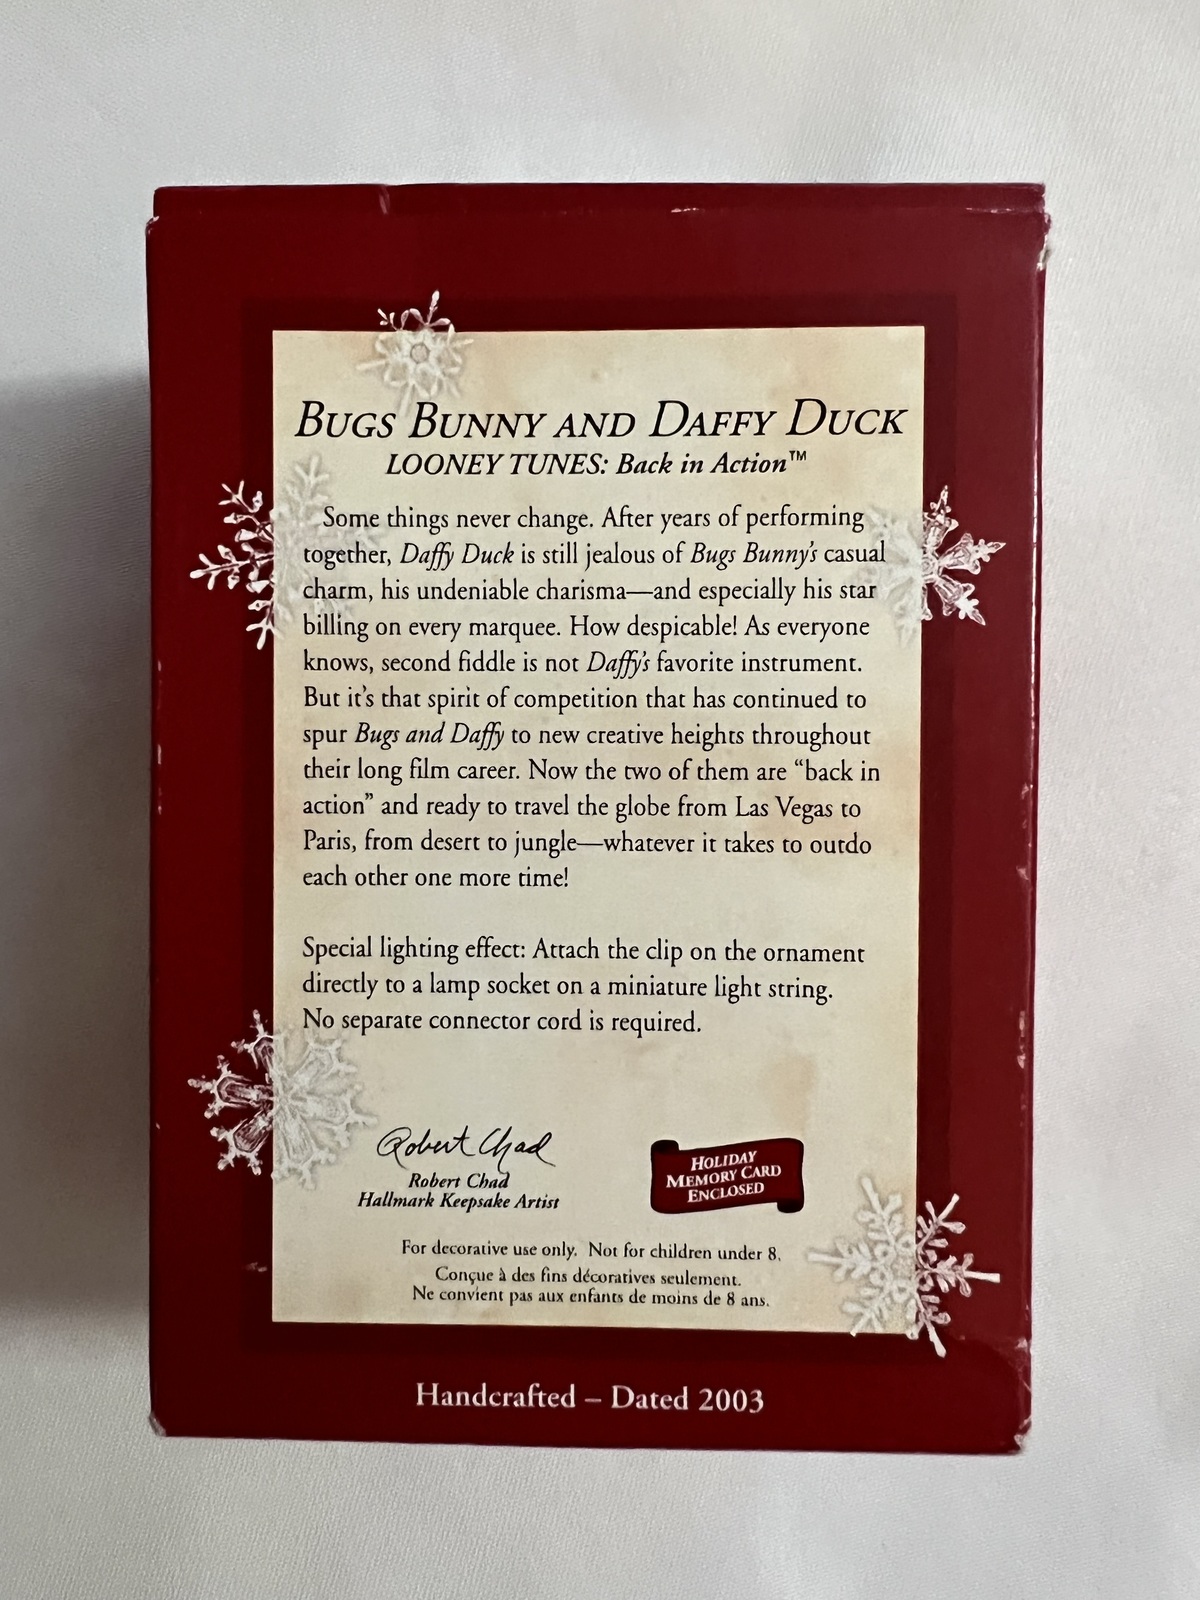 BUGS BUNNY AND DAFFY DUCK
LOONEY TUNES: Back in Action™
Some things never change. After years of performing
together, Daffy Duck is still jealous of Bugs Bunny's casual
charm, his undeniable charisma—and especially his star
billing on every marquee. How despicable! As everyone
knows, second fiddle is not Daffy's favorite instrument.
But it's that spirit of competition that has continued to
spur Bugs and Daffy to new creative heights throughout
their long film career. Now the two of them are “back in
action” and ready to travel the globe from Las Vegas to
Paris, from desert to jungle—whatever it takes to outdo
each other one more time!
Special lighting effect: Attach the clip on the ornament
directly to a lamp socket on a miniature light string.
No separate connector cord is required.
Robert Chad
Robert Chad
Hallmark Keepsake Artist
HOLIDAY
MEMORY CARD
ENCLOSED
For decorative use only. Not for children under 8.
Conçue à des fins décoratives seulement.
Ne convient pas aux enfants de moins de 8 ans.
Handcrafted – Dated 2003